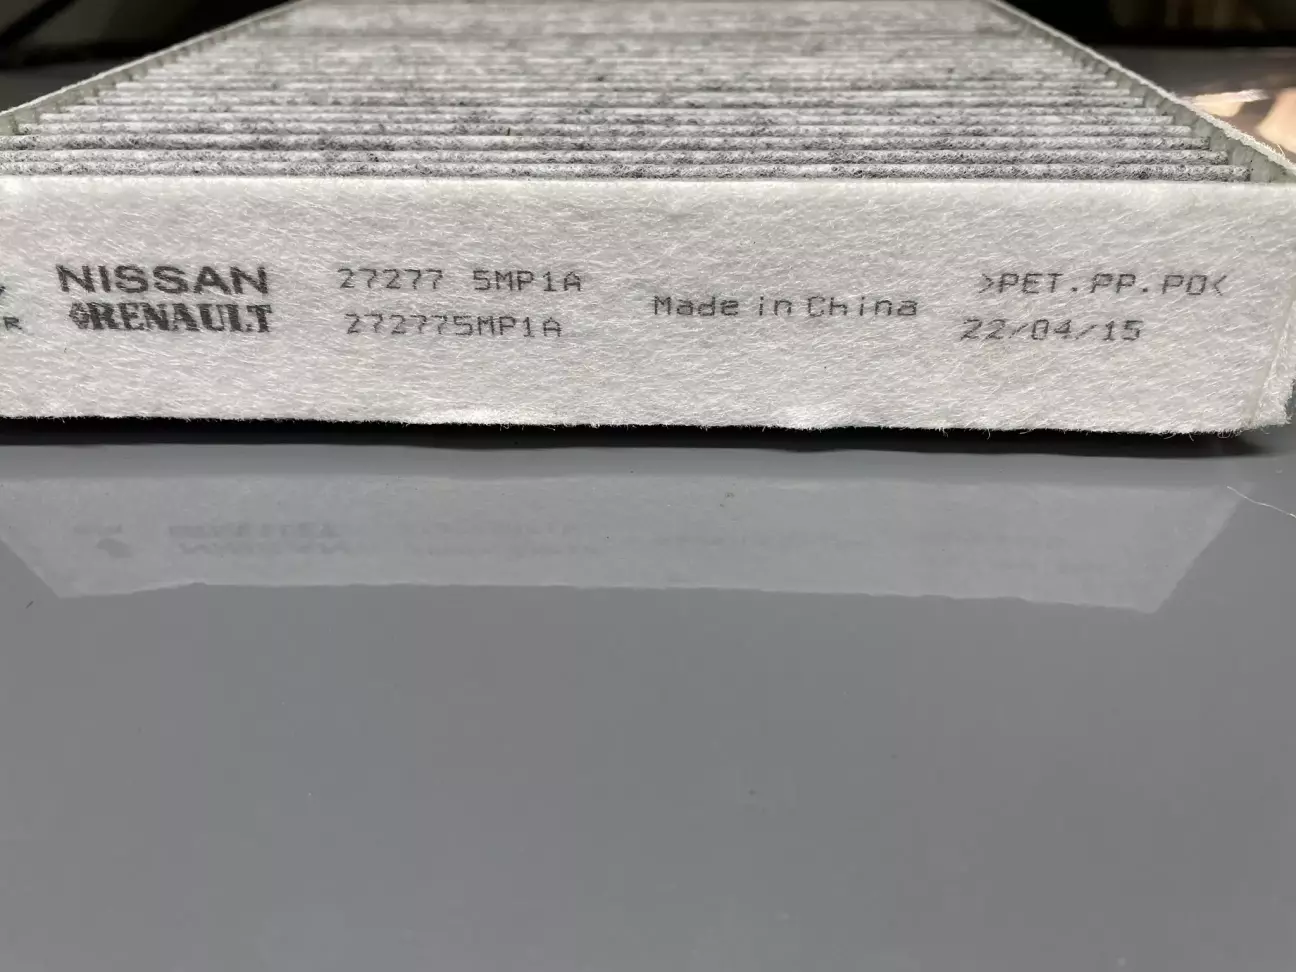 NISSAN 27277 5MP1A
RENAULT 272775MP1A
R
Made in China
>PET.PP.PO<
22/04/15